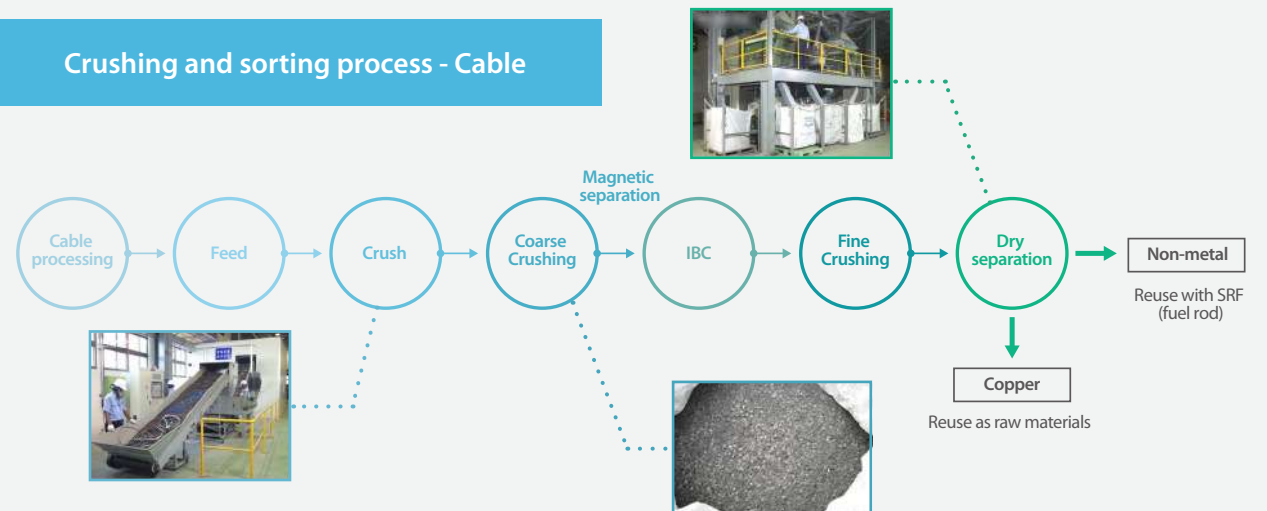 Crushing and sorting process - Cable
Magnetic
separation
Cable
processing
Feed
Crush
Coarse
Crushing
IBC
Fine
Crushing
Dry
separation
Non-metal
Reuse with SRF
(fuel rod)
Copper
Reuse as raw materials